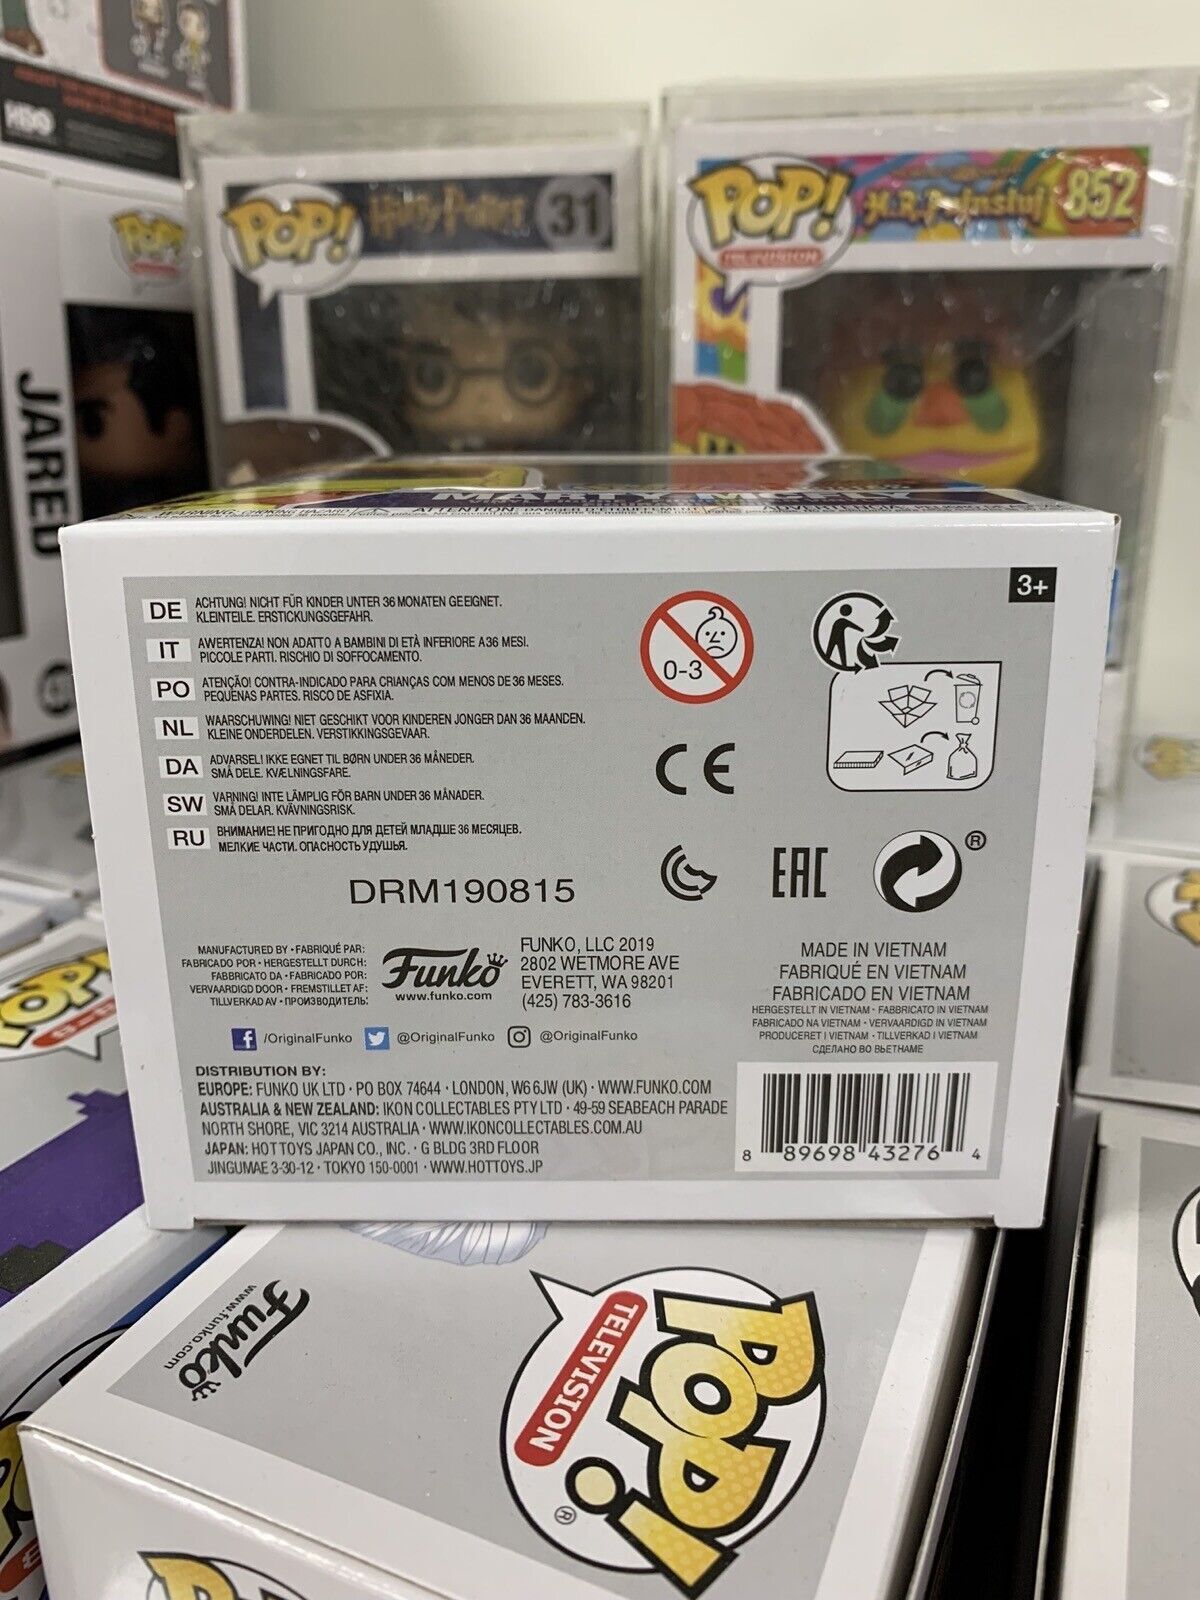 HBO
POP!
Harry Potter
31
POP!
TELEVISION
H.R. Pufnstuf
852
POP!
JARED
MARTY MCFLY
3+
DE ACHTUNG! NICHT FÜR KINDER UNTER 36 MONATEN GEEIGNET.
KLEINTEILE. ERSTICKUNGSGEFAHR.
IT AWERTENZA! NON ADATTO A BAMBINI DI ETÀ INFERIORE A 36 MESI.
PICCOLE PARTI. RISCHIO DI SOFFOCAMENTO.
PO ATENÇÃO! CONTRA-INDICADO PARA CRIANÇAS COM MENOS DE 36 MESES.
PEQUENAS PARTES. RISCO DE ASFIXIA.
NL WAARSCHUWING! NIET GESCHIKT VOOR KINDEREN JONGER DAN 36 MAANDEN.
KLEINE ONDERDELEN. VERSTIKKINGSGEVAAR.
DA ADVARSEL! IKKE EGNET TIL BØRN UNDER 36 MÅNEDER.
SMÅ DELE. KVÆLNINGSFARE.
SW VARNING! INTE LÄMPLIG FÖR BARN UNDER 36 MÅNADER.
SMÅ DELAR. KVÄVNINGSRISK.
RU ВНИМАНИЕ! НЕ ПРИГОДНО ДЛЯ ДЕТЕЙ МЛАДШЕ 36 МЕСЯЦЕВ.
МЕЛКИЕ ЧАСТИ. ОПАСНОСТЬ УДУШЬЯ.
0-3
CE
EAC
®
DRM190815
MANUFACTURED BY • FABRIQUÉ PAR:
FABRICADO POR • HERGESTELLT DURCH:
FABBRICATO DA • FABRICADO POR:
VERVAARDIGD DOOR • FREMSTILLET AF:
TILLVERKAD AV • ПРОИЗВОДИТЕЛЬ:
Funko
www.funko.com
FUNKO, LLC 2019
2802 WETMORE AVE
EVERETT, WA 98201
(425) 783-3616
MADE IN VIETNAM
FABRIQUÉ EN VIETNAM
FABRICADO EN VIETNAM
HERGESTELLT IN VIETNAM • FABBRICATO IN VIETNAM
FABRICADO NA VIETNAM • VERVAARDIGD IN VIETNAM
PRODUCERET I VIETNAM • TILLVERKAD I VIETNAM
СДЕЛАНО ВО ВЬЕТНАМЕ
/OriginalFunko @OriginalFunko @OriginalFunko
DISTRIBUTION BY:
EUROPE: FUNKO UK LTD • PO BOX 74644 • LONDON, W6 6JW (UK) • WWW.FUNKO.COM
AUSTRALIA & NEW ZEALAND: IKON COLLECTABLES PTY LTD • 49-59 SEABEACH PARADE
NORTH SHORE, VIC 3214 AUSTRALIA • WWW.IKONCOLLECTABLES.COM.AU
JAPAN: HOT TOYS JAPAN CO., INC. • G BLDG 3RD FLOOR
JINGUMAE 3-30-12 • TOKYO 150-0001 • WWW.HOTTOYS.JP
8 89698 43276 4
Funko
www.funko.com
POP!
TELEVISION
®